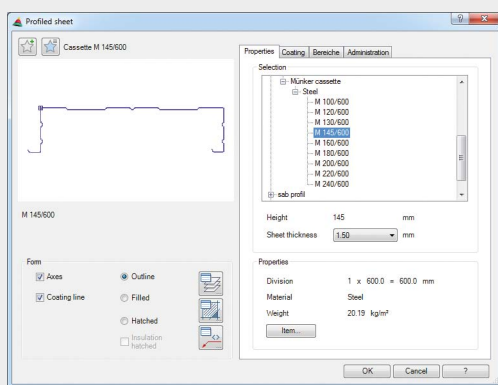 Profiled sheet
?
X
Cassette M 145/600
M 145/600
Form
Axes
Outline
Coating line
Filled
Hatched
Insulation hatched
Properties
Coating
Bereiche
Administration
Selection
Münker cassette
Steel
M 100/600
M 120/600
M 130/600
M 145/600
M 160/600
M 180/600
M 200/600
M 220/600
M 240/600
sab profil
Height 145 mm
Sheet thickness 1.50 mm
Properties
Division 1 x 600.0 = 600.0 mm
Material Steel
Weight 20.19 kg/m²
Item...
OK
Cancel
?